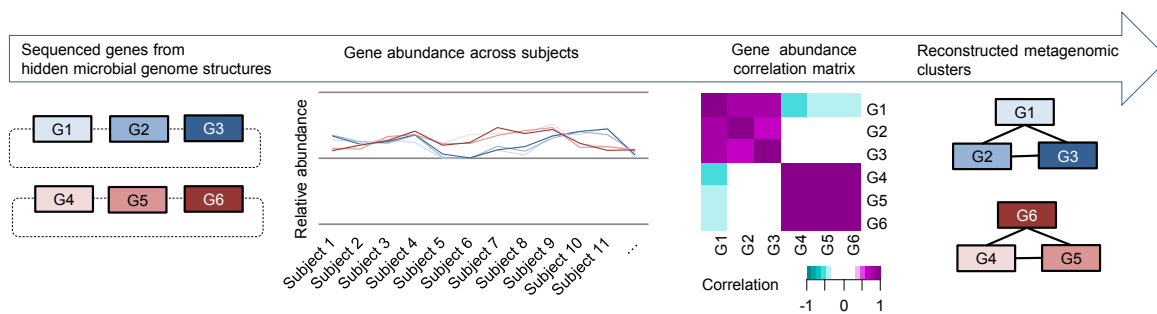 Sequenced genes from
hidden microbial genome structures
Gene abundance across subjects
Gene abundance
correlation matrix
Reconstructed metagenomic
clusters
G1 G2 G3
G4 G5 G6
Relative abundance
Subject 1
Subject 2
Subject 3
Subject 4
Subject 5
Subject 6
Subject 7
Subject 8
Subject 9
Subject 10
Subject 11
...
G1
G2
G3
G4
G5
G6
G1 G2 G3 G4 G5 G6
Correlation
-1 0 1
G1
G2 G3
G6
G4 G5